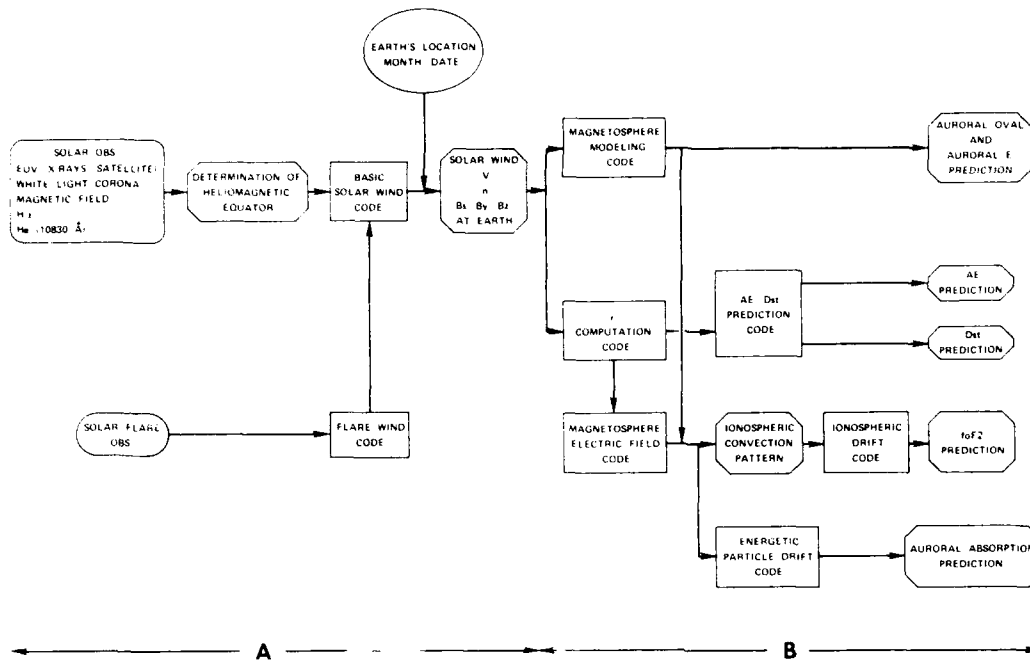 EARTH'S LOCATION
MONTH DATE
SOLAR OBS
EUV X-RAYS SATELLITE
WHITE LIGHT CORONA
MAGNETIC FIELD
H
He (10830 Å)
DETERMINATION OF
HELIOMAGNETIC
EQUATOR
BASIC
SOLAR WIND
CODE
SOLAR WIND
V
n
Bx By Bz
AT EARTH
MAGNETOSPHERE
MODELING
CODE
AURORAL OVAL
AND
AURORAL E
PREDICTION
COMPUTATION
CODE
AE Dst
PREDICTION
CODE
AE
PREDICTION
Dst
PREDICTION
SOLAR FLARE
OBS
FLARE WIND
CODE
MAGNETOSPHERE
ELECTRIC FIELD
CODE
IONOSPHERIC
CONVECTION
PATTERN
IONOSPHERIC
DRIFT
CODE
foF2
PREDICTION
ENERGETIC
PARTICLE DRIFT
CODE
AURORAL ABSORPTION
PREDICTION
A
B